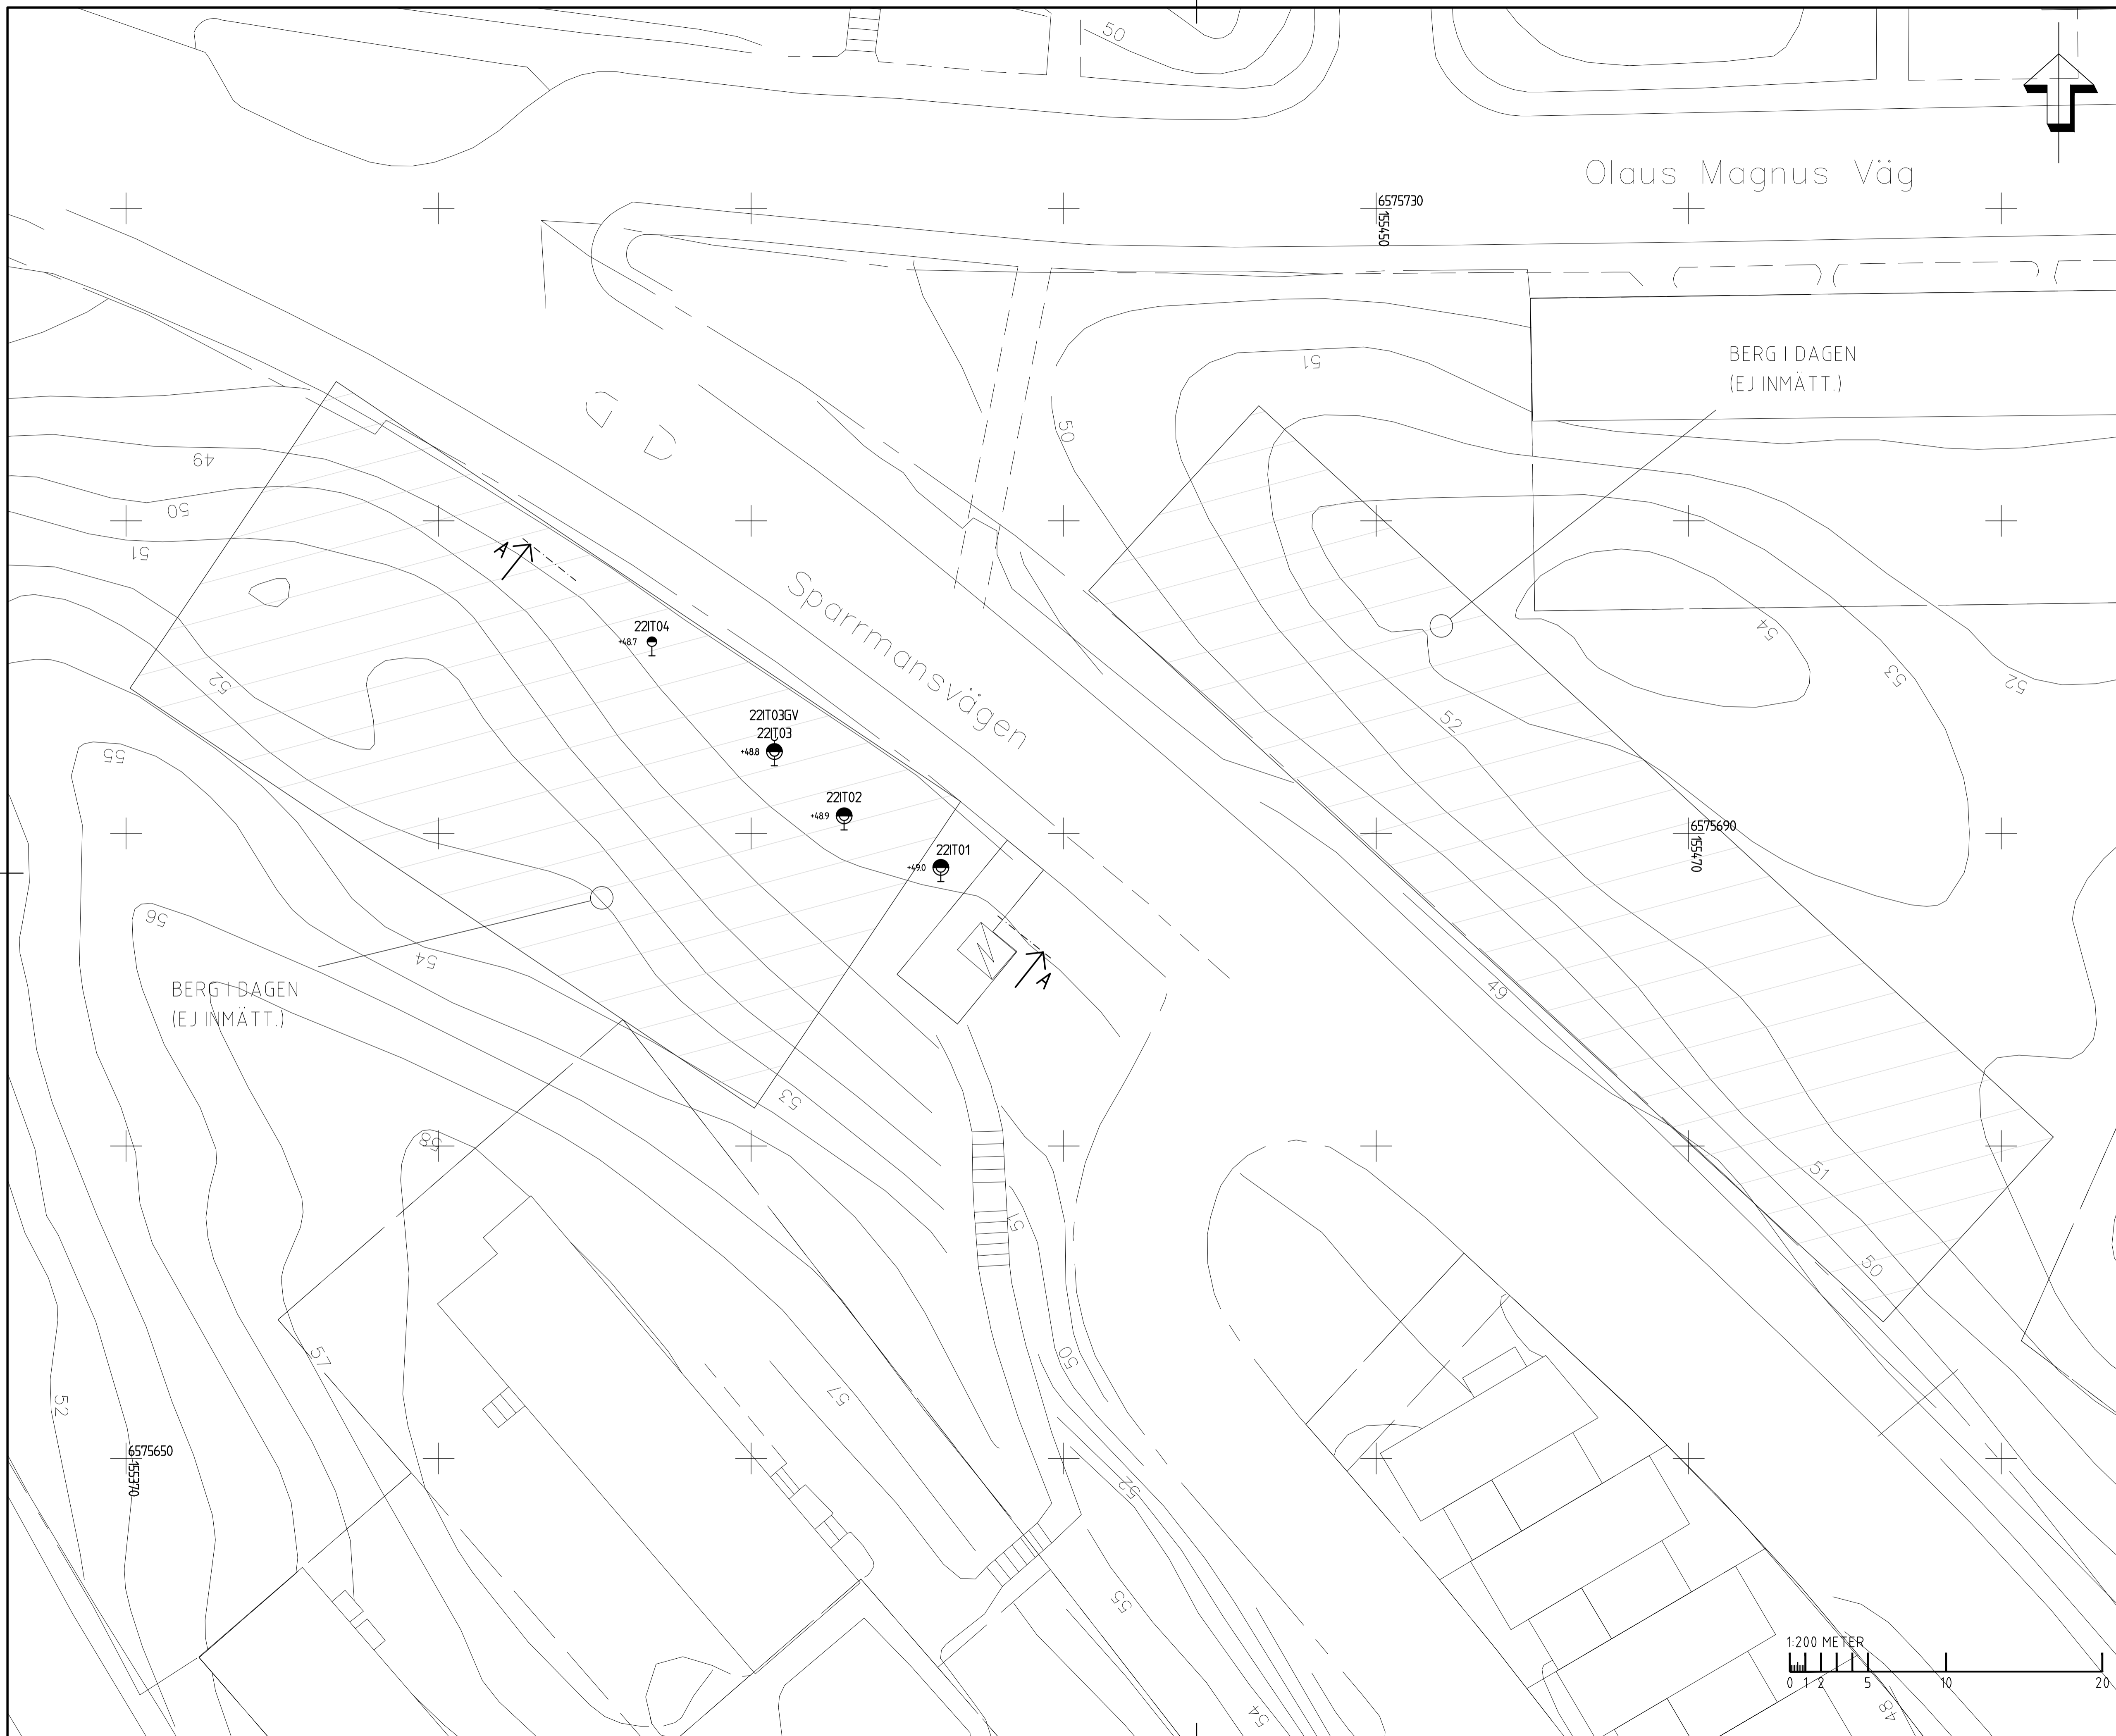 50
Olaus Magnus Väg
6575730
155450
BERG I DAGEN
(EJ INMÄTT.)
51
50
49
50
51
A
Sparrmansvägen
22IT04
+48.7
54
53
52
52
52
22IT03GV
22IT03
+48.8
55
22IT02
+48.9
6575690
155470
22IT01
+49.0
56
54
A
BERG I DAGEN
(EJ INMÄTT.)
49
53
58
51
51
50
57
50
57
52
6575650
155370
52
55
1:200 METER
0 1 2 5 10 20
54
48